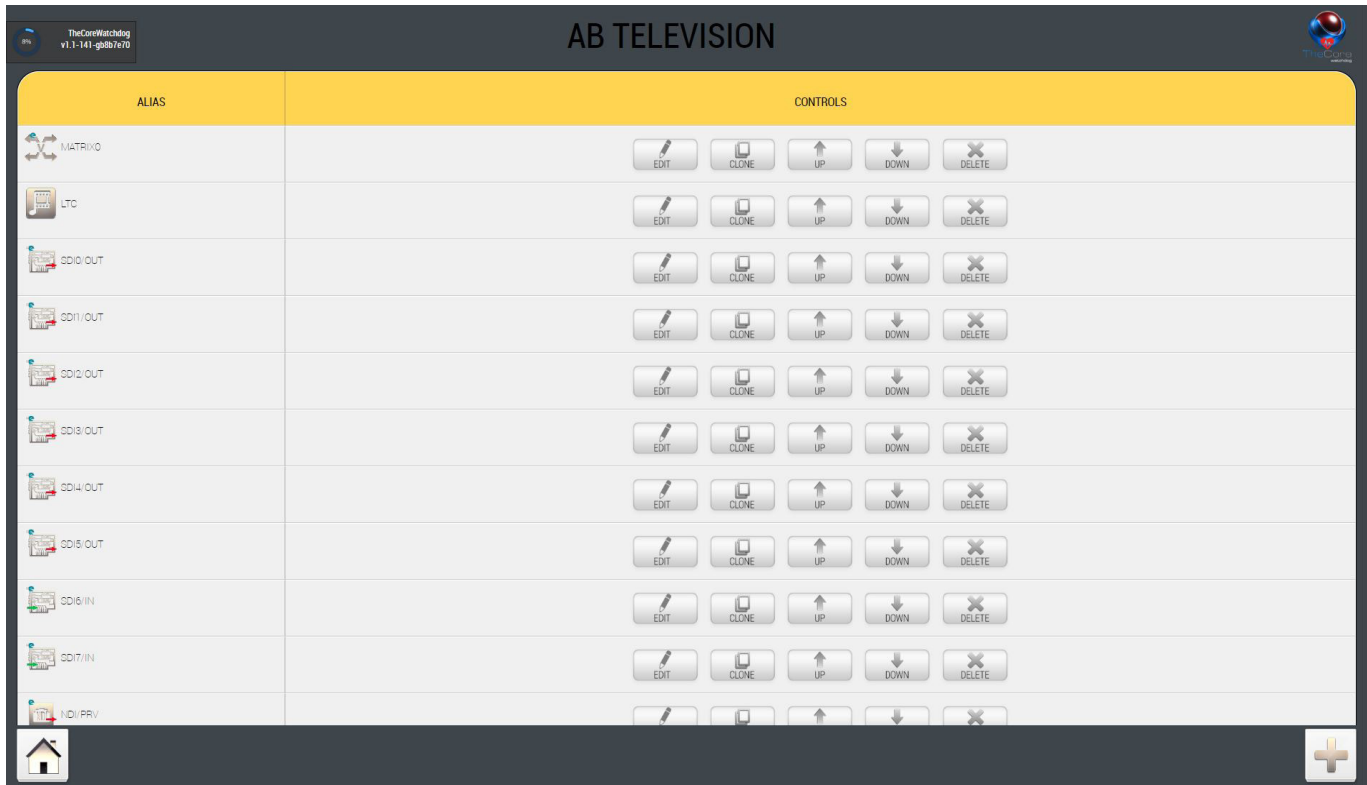 8%
TheCoreWatchdog
v1.1-141-gb8b7e70
AB TELEVISION
TheCore
watchdog
ALIAS CONTROLS
MATRIX0 EDIT CLONE UP DOWN DELETE
LTC EDIT CLONE UP DOWN DELETE
SDI0/OUT EDIT CLONE UP DOWN DELETE
SDI1/OUT EDIT CLONE UP DOWN DELETE
SDI2/OUT EDIT CLONE UP DOWN DELETE
SDI3/OUT EDIT CLONE UP DOWN DELETE
SDI4/OUT EDIT CLONE UP DOWN DELETE
SDI5/OUT EDIT CLONE UP DOWN DELETE
SDI6/IN EDIT CLONE UP DOWN DELETE
SDI7/IN EDIT CLONE UP DOWN DELETE
NDI/PRV